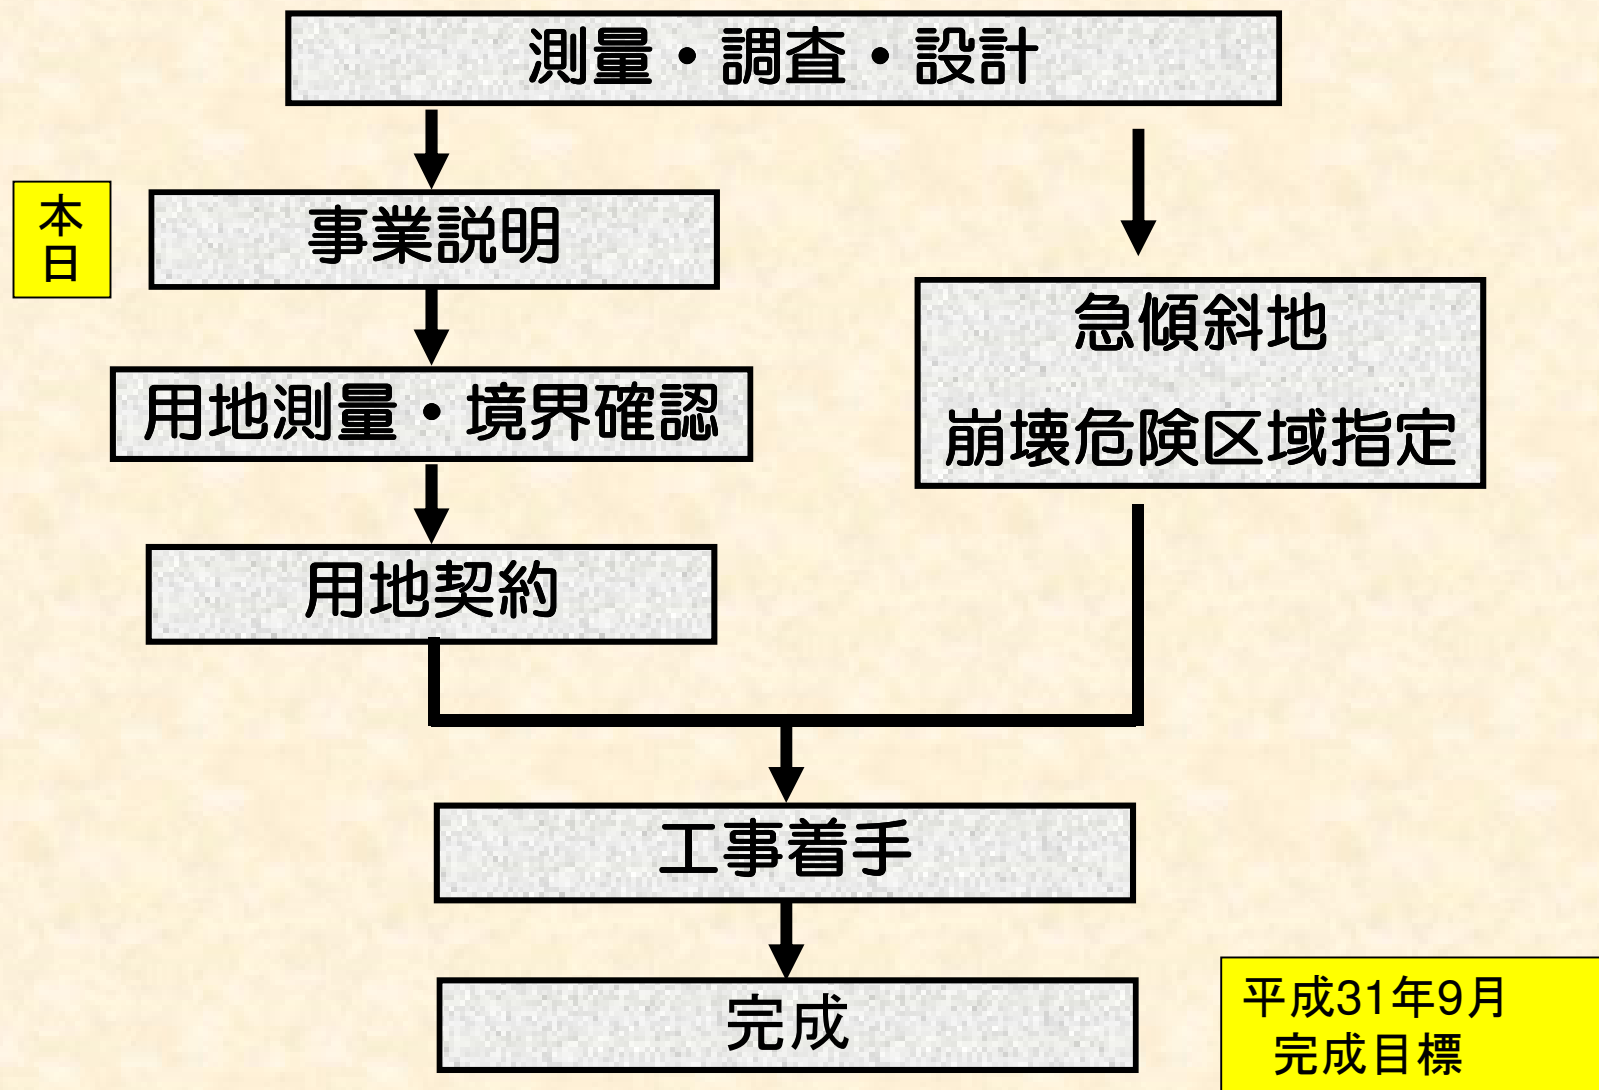 測量・調査・設計
本日
事業説明
用地測量・境界確認
用地契約
急傾斜地
崩壊危険区域指定
工事着手
完成
平成31年9月
完成目標